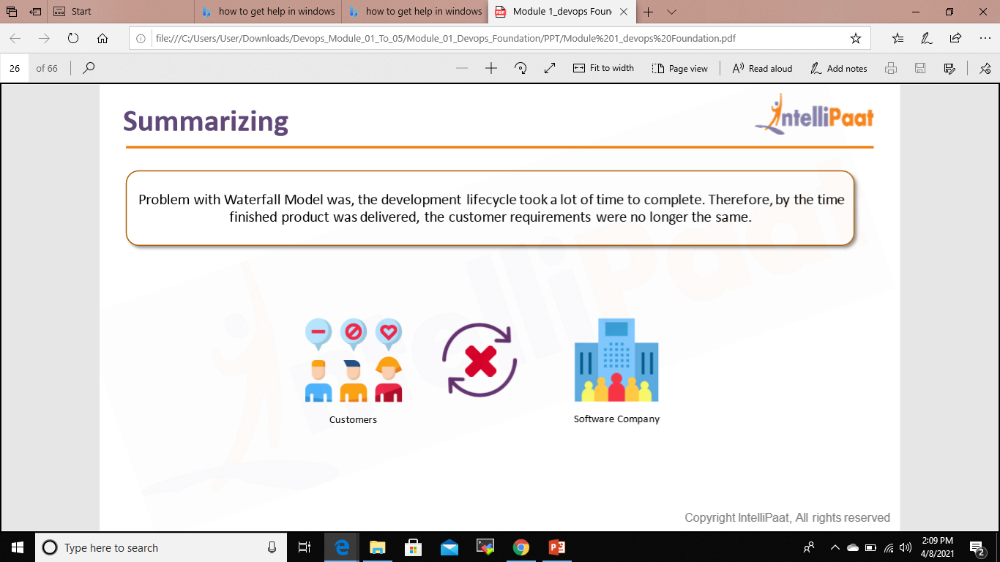 Start
how to get help in windows
how to get help in windows
Module 1_devops Foun
file:///C:/Users/User/Downloads/Devops_Module_01_To_05/Module_01_Devops_Foundation/PPT/Module%201_devops%20Foundation.pdf
26 of 66
Fit to width
Page view
Read aloud
Add notes
Summarizing
IntelliPaat
Problem with Waterfall Model was, the development lifecycle took a lot of time to complete. Therefore, by the time
finished product was delivered, the customer requirements were no longer the same.
IntelliPaat
Customers
Software Company
Copyright IntelliPaat, All rights reserved
Type here to search
2:09 PM
4/8/2021
2